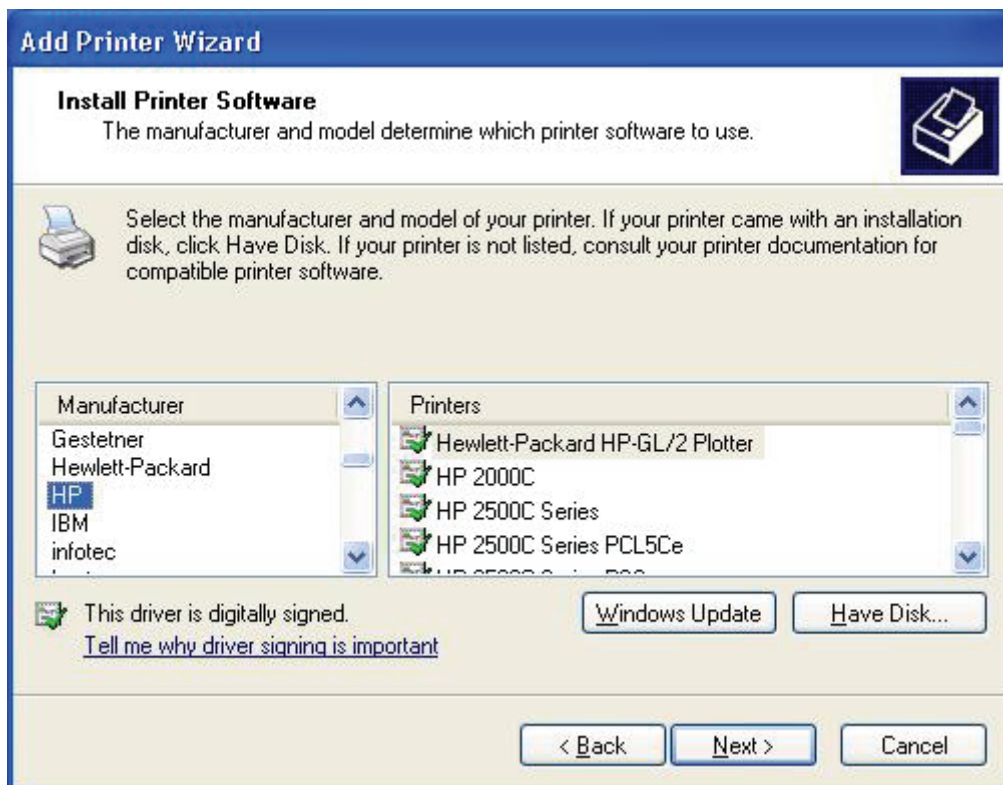 Add Printer Wizard
Install Printer Software
The manufacturer and model determine which printer software to use.
Select the manufacturer and model of your printer. If your printer came with an installation
disk, click Have Disk. If your printer is not listed, consult your printer documentation for
compatible printer software.
Manufacturer
Gestetner
Hewlett-Packard
HP
IBM
infotec
Printers
Hewlett-Packard HP-GL/2 Plotter
HP 2000C
HP 2500C Series
HP 2500C Series PCL5Ce
This driver is digitally signed.
Tell me why driver signing is important
Windows Update
Have Disk...
< Back
Next >
Cancel